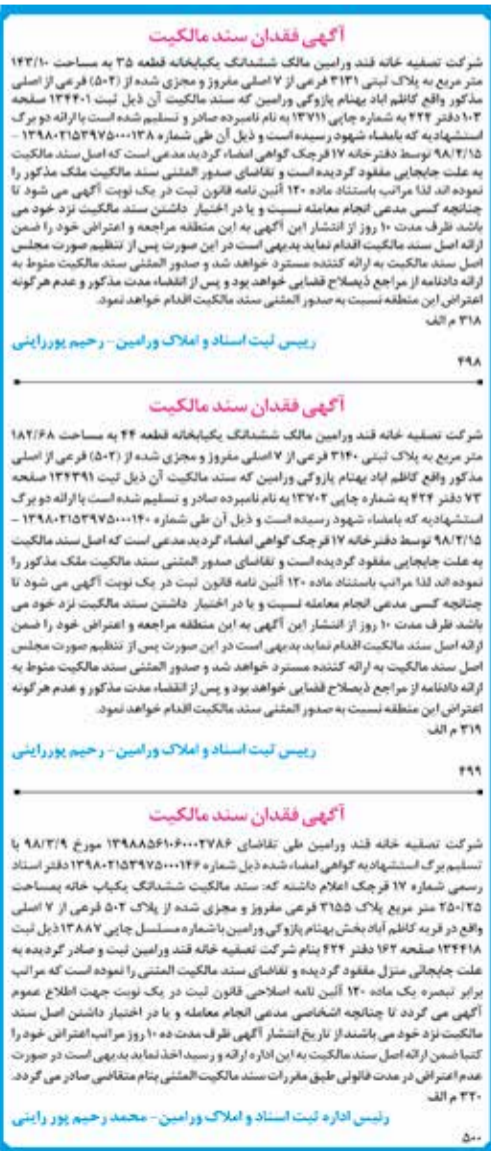 آگهی فقدان سند مالکیت
شرکت تصفیه خانه قند ورامین مالک ششدانگ یکبابخانه قطعه ۳۵ به مساحت ۱۴۳/۱۰
متر مربع به پلاک ثبتی ۳۱۳۱ فرعی از ۷ اصلی مفروز و مجزی شده از (۵۰۲) فرعی از اصلی
مذکور واقع کاظم اباد بهنام پازوکی ورامین که سند مالکیت آن ذیل ثبت ۱۳۴۴۰۱ صفحه
۱۰۳ دفتر ۴۲۴ به شماره چاپی ۱۳۷۱۱ به نام نامبرده صادر و تسلیم شده است با ارائه دو برگ
استشهادیه که بامضاء شهود رسیده است و ذیل آن طی شماره ۱۳۹۸۰۲۱۵۳۹۷۵۰۰۰۱۳۸ –
۹۸/۲/۱۵ توسط دفترخانه ۱۷ قرچک گواهی امضاء گردید مدعی است که اصل سند مالکیت
به علت جابجایی مفقود گردیده است و تقاضای صدور المثنی سند مالکیت ملک مذکور را
نموده اند لذا مراتب باستناد ماده ۱۲۰ آئین نامه قانون ثبت در یک نوبت آگهی می شود تا
چنانچه کسی مدعی انجام معامله نسبت و یا در اختیار داشتن سند مالکیت نزد خود می
باشد ظرف مدت ۱۰ روز از انتشار این آگهی به این منطقه مراجعه و اعتراض خود را ضمن
ارائه اصل سند مالکیت اقدام نماید بدیهی است در این صورت پس از تنظیم صورت مجلس
اصل سند مالکیت به ارائه کننده مسترد خواهد شد و صدور المثنی سند مالکیت منوط به
ارائه دادنامه از مراجع ذیصلاح قضایی خواهد بود و پس از انقضاء مدت مذکور و عدم هرگونه
اعتراض این منطقه نسبت به صدور المثنی سند مالکیت اقدام خواهد نمود.
۳۱۸ م الف
رییس ثبت اسناد و املاک ورامین – رحیم پوررایتی
۴۹۸
آگهی فقدان سند مالکیت
شرکت تصفیه خانه قند ورامین مالک ششدانگ یکبابخانه قطعه ۴۴ به مساحت ۱۸۲/۶۸
متر مربع به پلاک ثبتی ۳۱۴۰ فرعی از ۷ اصلی مفروز و مجزی شده از (۵۰۲) فرعی از اصلی
مذکور واقع کاظم اباد بهنام پازوکی ورامین که سند مالکیت آن ذیل ثبت ۱۳۴۳۹۱ صفحه
۷۳ دفتر ۴۲۴ به شماره چاپی ۱۳۷۰۲ به نام نامبرده صادر و تسلیم شده است با ارائه دو برگ
استشهادیه که بامضاء شهود رسیده است و ذیل آن طی شماره ۱۳۹۸۰۲۱۵۳۹۷۵۰۰۰۱۴۰ –
۹۸/۲/۱۵ توسط دفترخانه ۱۷ قرچک گواهی امضاء گردید مدعی است که اصل سند مالکیت
به علت جابجایی مفقود گردیده است و تقاضای صدور المثنی سند مالکیت ملک مذکور را
نموده اند لذا مراتب باستناد ماده ۱۲۰ آئین نامه قانون ثبت در یک نوبت آگهی می شود تا
چنانچه کسی مدعی انجام معامله نسبت و یا در اختیار داشتن سند مالکیت نزد خود می
باشد ظرف مدت ۱۰ روز از انتشار این آگهی به این منطقه مراجعه و اعتراض خود را ضمن
ارائه اصل سند مالکیت اقدام نماید بدیهی است در این صورت پس از تنظیم صورت مجلس
اصل سند مالکیت به ارائه کننده مسترد خواهد شد و صدور المثنی سند مالکیت منوط به
ارائه دادنامه از مراجع ذیصلاح قضایی خواهد بود و پس از انقضاء مدت مذکور و عدم هرگونه
اعتراض این منطقه نسبت به صدور المثنی سند مالکیت اقدام خواهد نمود.
۳۱۹ م الف
رییس ثبت اسناد و املاک ورامین – رحیم پوررایتی
۴۹۹
آگهی فقدان سند مالکیت
شرکت تصفیه خانه قند ورامین طی تقاضای ۱۳۹۸۸۵۶۱۰۶۰۰۰۲۷۸۶ مورخ ۹۸/۳/۹ با
تسلیم برگ استشهادیه گواهی امضاء شده ذیل شماره ۱۳۹۸۰۲۱۵۳۹۷۵۰۰۰۱۴۶ دفتر اسناد
رسمی شماره ۱۷ قرچک اعلام داشته که: سند مالکیت ششدانگ یکباب خانه بمساحت
۲۵۰/۲۵ متر مربع پلاک ۳۱۵۵ فرعی مفروز و مجزی شده از پلاک ۵۰۲ فرعی از ۷ اصلی
واقع در قریه کاظم آباد بخش بهنام پازوکی ورامین با شماره مسلسل چاپی ۱۳۸۸۷ ذیل ثبت
۱۳۴۴۱۸ صفحه ۱۶۲ دفتر ۴۲۴ بنام شرکت تصفیه خانه قند ورامین ثبت و صادر گردیده به
علت جابجائی منزل مفقود گردیده و تقاضای سند مالکیت المثنی را نموده است که مراتب
برابر تبصره یک ماده ۱۲۰ آئین نامه اصلاحی قانون ثبت در یک نوبت جهت اطلاع عموم
آگهی می گردد تا چنانچه اشخاصی مدعی انجام معامله و یا در اختیار داشتن اصل سند
مالکیت نزد خود می باشند از تاریخ انتشار آگهی ظرف مدت ده ۱۰ روز مراتب اعتراض خود را
کتبا ضمن ارائه اصل سند مالکیت به این اداره ارائه و رسید اخذ نماید بدیهی است در صورت
عدم اعتراض در مدت قانونی طبق مقررات سند مالکیت المثنی بنام متقاضی صادر می گردد.
۳۲۰ م الف
رئیس اداره ثبت اسناد و املاک ورامین – محمد رحیم پور رایتی
۵۰۰